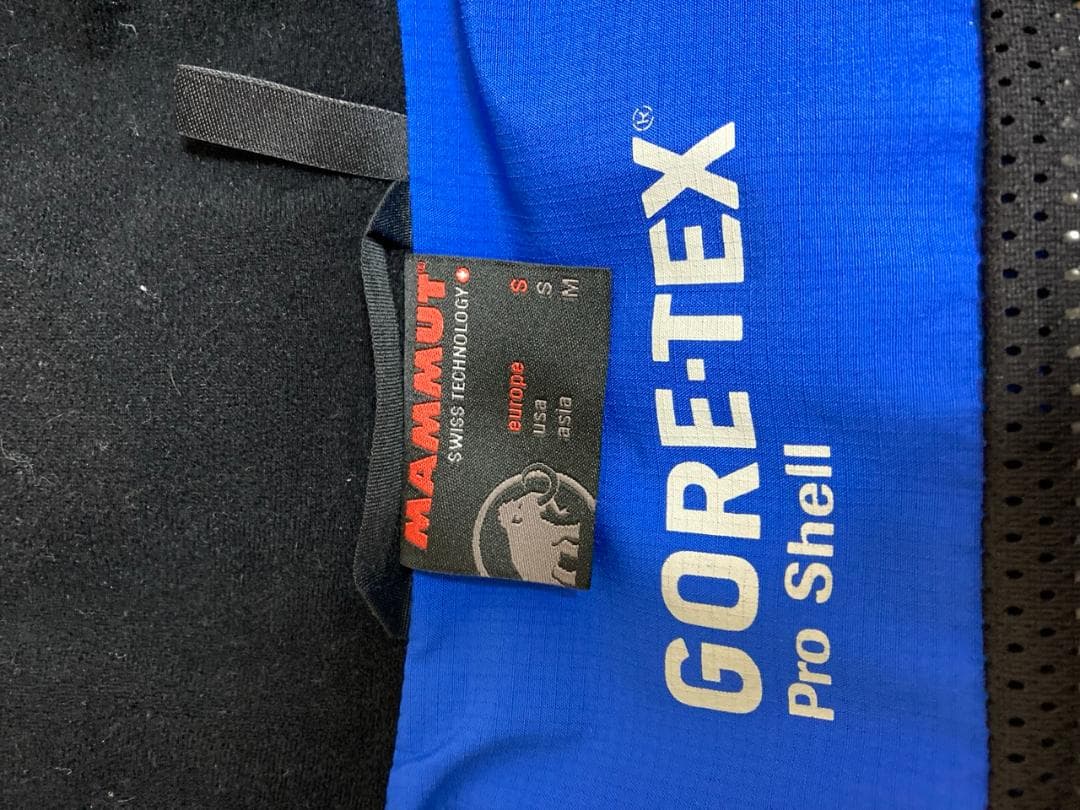 MAMMUT
SWISS TECHNOLOGY
europe S
usa S
asia M
GORE-TEX®
Pro Shell